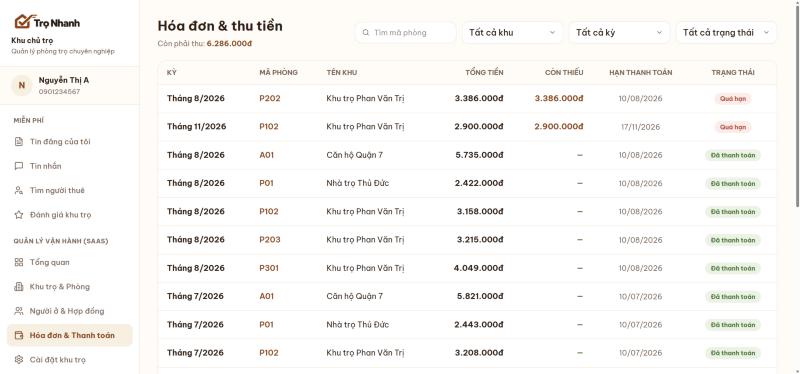 Trọ Nhanh
Khu chủ trọ
Quản lý phòng trọ chuyên nghiệp
N
Nguyễn Thị A
0901234567
MIỄN PHÍ
Tin đăng của tôi
Tin nhắn
Tìm người thuê
Đánh giá khu trọ
QUẢN LÝ VẬN HÀNH (SAAS)
Tổng quan
Khu trọ & Phòng
Người ở & Hợp đồng
Hóa đơn & Thanh toán
Cài đặt khu trọ
Hóa đơn & thu tiền
Còn phải thu: 6.286.000đ
Tìm mã phòng
Tất cả khu
Tất cả kỳ
Tất cả trạng thái
KỲ MÃ PHÒNG TÊN KHU TỔNG TIỀN CÒN THIẾU HẠN THANH TOÁN TRẠNG THÁI
Tháng 8/2026 P202 Khu trọ Phan Văn Trị 3.386.000đ 3.386.000đ 10/08/2026 Quá hạn
Tháng 11/2026 P102 Khu trọ Phan Văn Trị 2.900.000đ 2.900.000đ 17/11/2026 Quá hạn
Tháng 8/2026 A01 Căn hộ Quận 7 5.735.000đ – 10/08/2026 Đã thanh toán
Tháng 8/2026 P01 Nhà trọ Thủ Đức 2.422.000đ – 10/08/2026 Đã thanh toán
Tháng 8/2026 P102 Khu trọ Phan Văn Trị 3.158.000đ – 10/08/2026 Đã thanh toán
Tháng 8/2026 P203 Khu trọ Phan Văn Trị 3.215.000đ – 10/08/2026 Đã thanh toán
Tháng 8/2026 P301 Khu trọ Phan Văn Trị 4.049.000đ – 10/08/2026 Đã thanh toán
Tháng 7/2026 A01 Căn hộ Quận 7 5.821.000đ – 10/07/2026 Đã thanh toán
Tháng 7/2026 P01 Nhà trọ Thủ Đức 2.443.000đ – 10/07/2026 Đã thanh toán
Tháng 7/2026 P102 Khu trọ Phan Văn Trị 3.208.000đ – 10/07/2026 Đã thanh toán